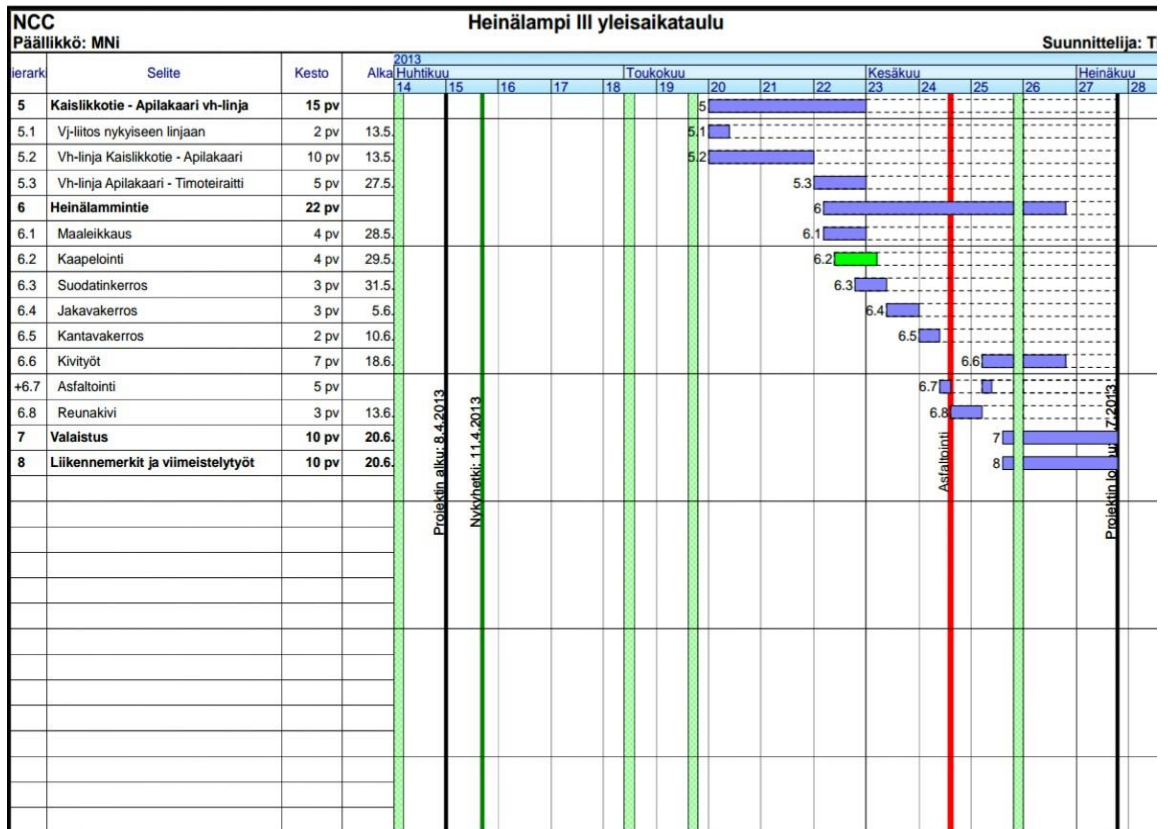 NCC
Heinälampi III yleisaikataulu
Päällikkö: MNi
Suunnittelija: T
ierark Selite Kesto Alka
2013
Huhtikuu Toukokuu Kesäkuu Heinäkuu
14 15 16 17 18 19 20 21 22 23 24 25 26 27 28
5 Kaislikkotie - Apilakaari vh-linja 15 pv 5
5.1 Vj-liitos nykyiseen linjaan 2 pv 13.5. 5.1
5.2 Vh-linja Kaislikkotie - Apilakaari 10 pv 13.5. 5.2
5.3 Vh-linja Apilakaari - Timoteiraitti 5 pv 27.5. 5.3
6 Heinälammintie 22 pv 6
6.1 Maaleikkaus 4 pv 28.5. 6.1
6.2 Kaapelointi 4 pv 29.5. 6.2
6.3 Suodatinkerros 3 pv 31.5. 6.3
6.4 Jakavakerros 3 pv 5.6. 6.4
6.5 Kantavakerros 2 pv 10.6. 6.5
6.6 Kivityöt 7 pv 18.6. 6.6
+6.7 Asfaltointi 5 pv 6.7
6.8 Reunakivi 3 pv 13.6. 6.8
7 Valaistus 10 pv 20.6. 7
8 Liikennemerkit ja viimeistelytyöt 10 pv 20.6. 8
Projektin alku: 8.4.2013
Nykyhetki: 11.4.2013
Asfaltointi
Projektin .7.2013